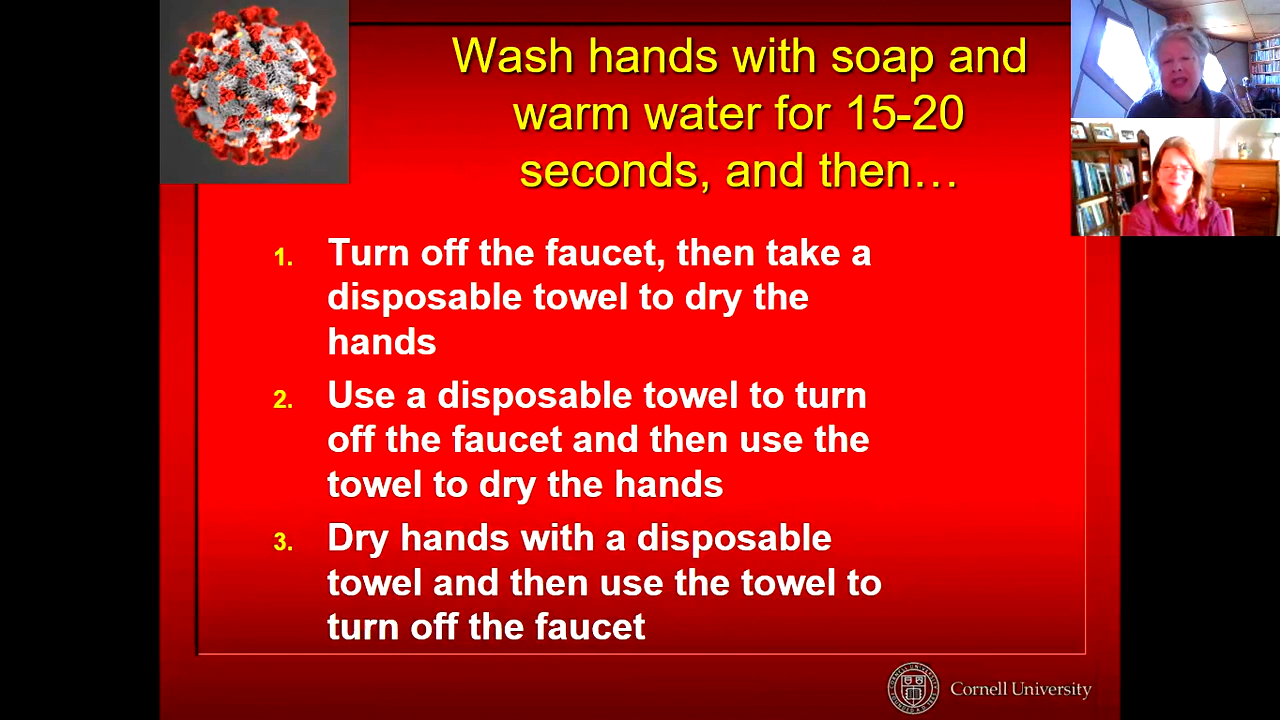 Wash hands with soap and
warm water for 15-20
seconds, and then…
1. Turn off the faucet, then take a
disposable towel to dry the
hands
2. Use a disposable towel to turn
off the faucet and then use the
towel to dry the hands
3. Dry hands with a disposable
towel and then use the towel to
turn off the faucet
Cornell University